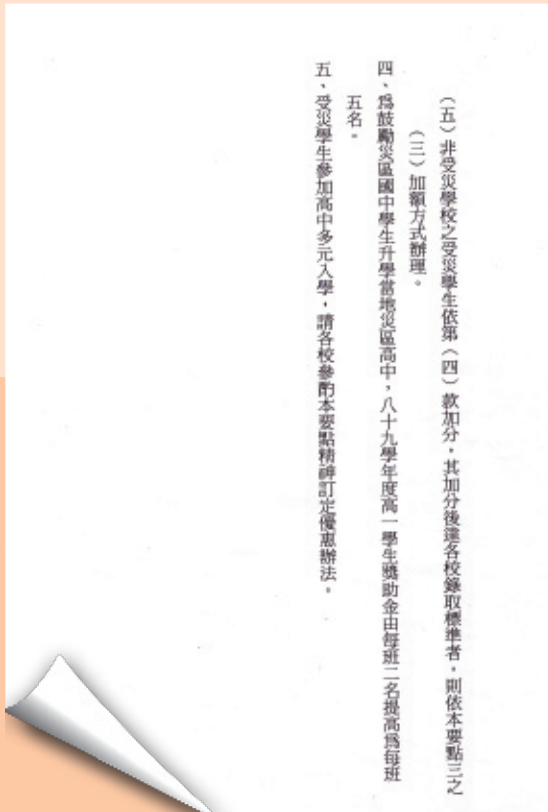 （五）非受災學校之受災學生依第（四）款加分，其加分後達各校錄取標準者，則依本要點三之
（三）加額方式辦理。
四、爲鼓勵災區國中學生升學當地災區高中，八十九學年度高一學生獎助金由每班二名提高爲每班
五名。
五、受災學生參加高中多元入學，請各校參酌本要點精神訂定優惠辦法。